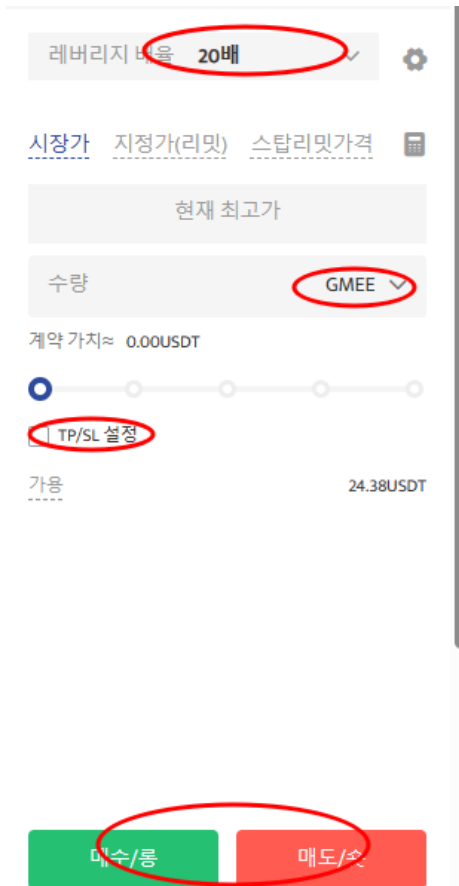 레버리지 배율 20배
시장가 지정가(리밋) 스탑리밋가격
현재 최고가
수량 GMEE
계약 가치≈ 0.00USDT
TP/SL 설정
가용 24.38USDT
매수/롱 매도/숏